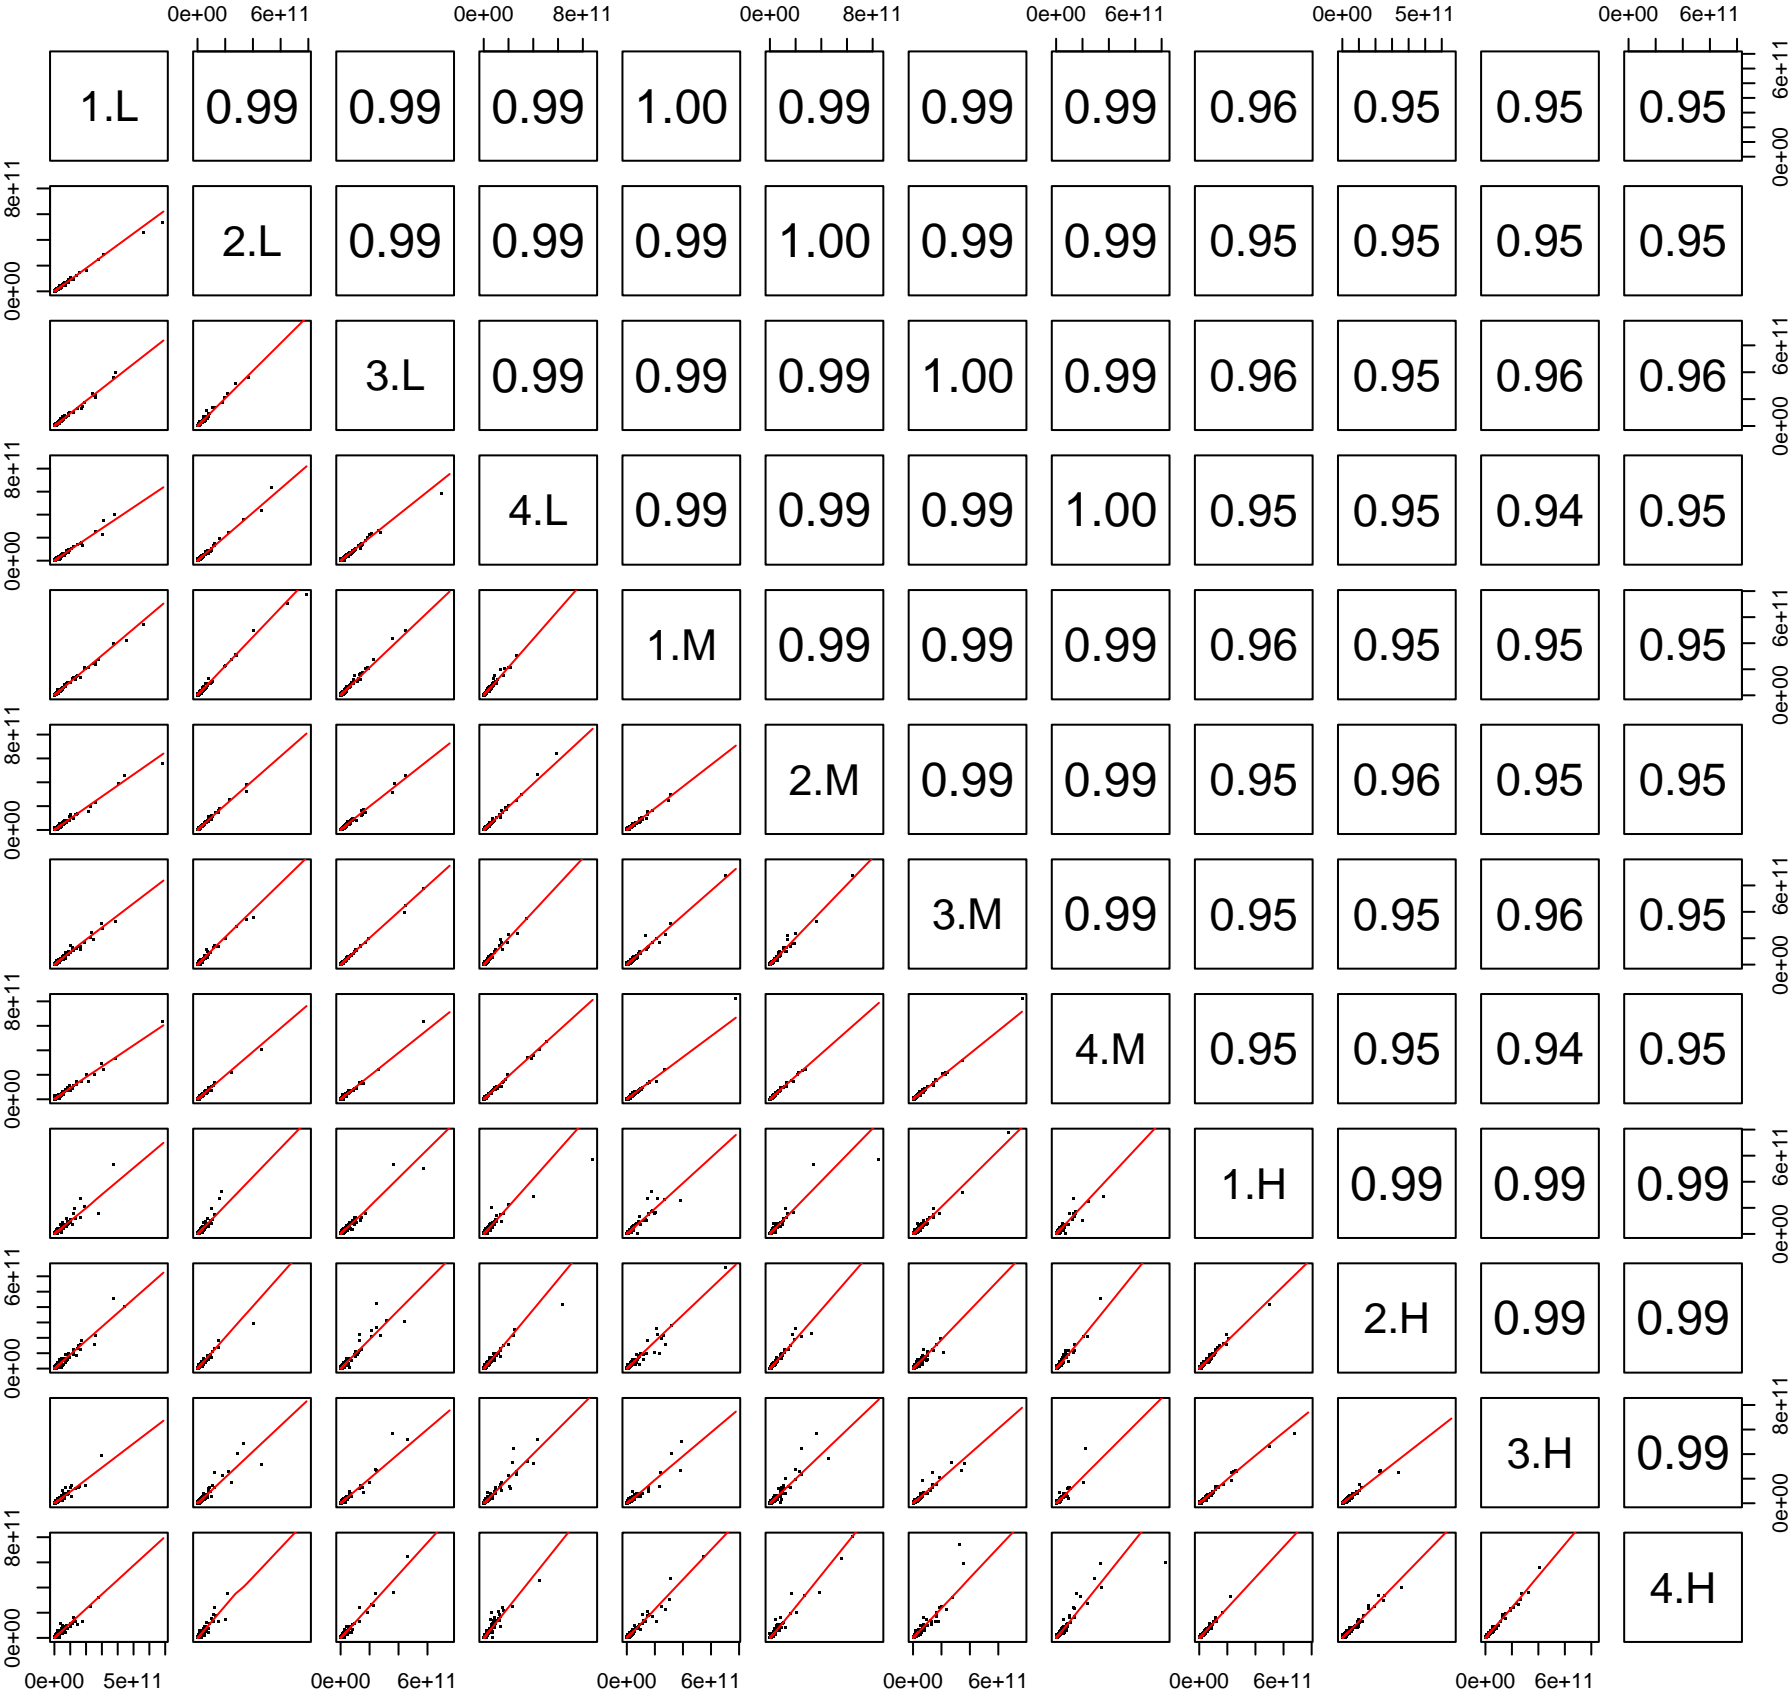 0e+00 6e+11 0e+00 8e+11 0e+00 8e+11 0e+00 6e+11 0e+00 5e+11 0e+00 6e+11
1.L 0.99 0.99 0.99 1.00 0.99 0.99 0.99 0.96 0.95 0.95 0.95 0e+00 6e+11
0e+00 8e+11 2.L 0.99 0.99 0.99 1.00 0.99 0.99 0.95 0.95 0.95 0.95
3.L 0.99 0.99 0.99 1.00 0.99 0.96 0.95 0.96 0.96 0e+00 6e+11
0e+00 8e+11 4.L 0.99 0.99 0.99 1.00 0.95 0.95 0.94 0.95
1.M 0.99 0.99 0.99 0.96 0.95 0.95 0.95 0e+00 6e+11
0e+00 8e+11 2.M 0.99 0.99 0.95 0.96 0.95 0.95
3.M 0.99 0.95 0.95 0.96 0.95 0e+00 6e+11
0e+00 8e+11 4.M 0.95 0.95 0.94 0.95
1.H 0.99 0.99 0.99 0e+00 6e+11
0e+00 6e+11 2.H 0.99 0.99
3.H 0.99 0e+00 8e+11
0e+00 8e+11 4.H
0e+00 5e+11 0e+00 6e+11 0e+00 6e+11 0e+00 6e+11 0e+00 6e+11 0e+00 6e+11